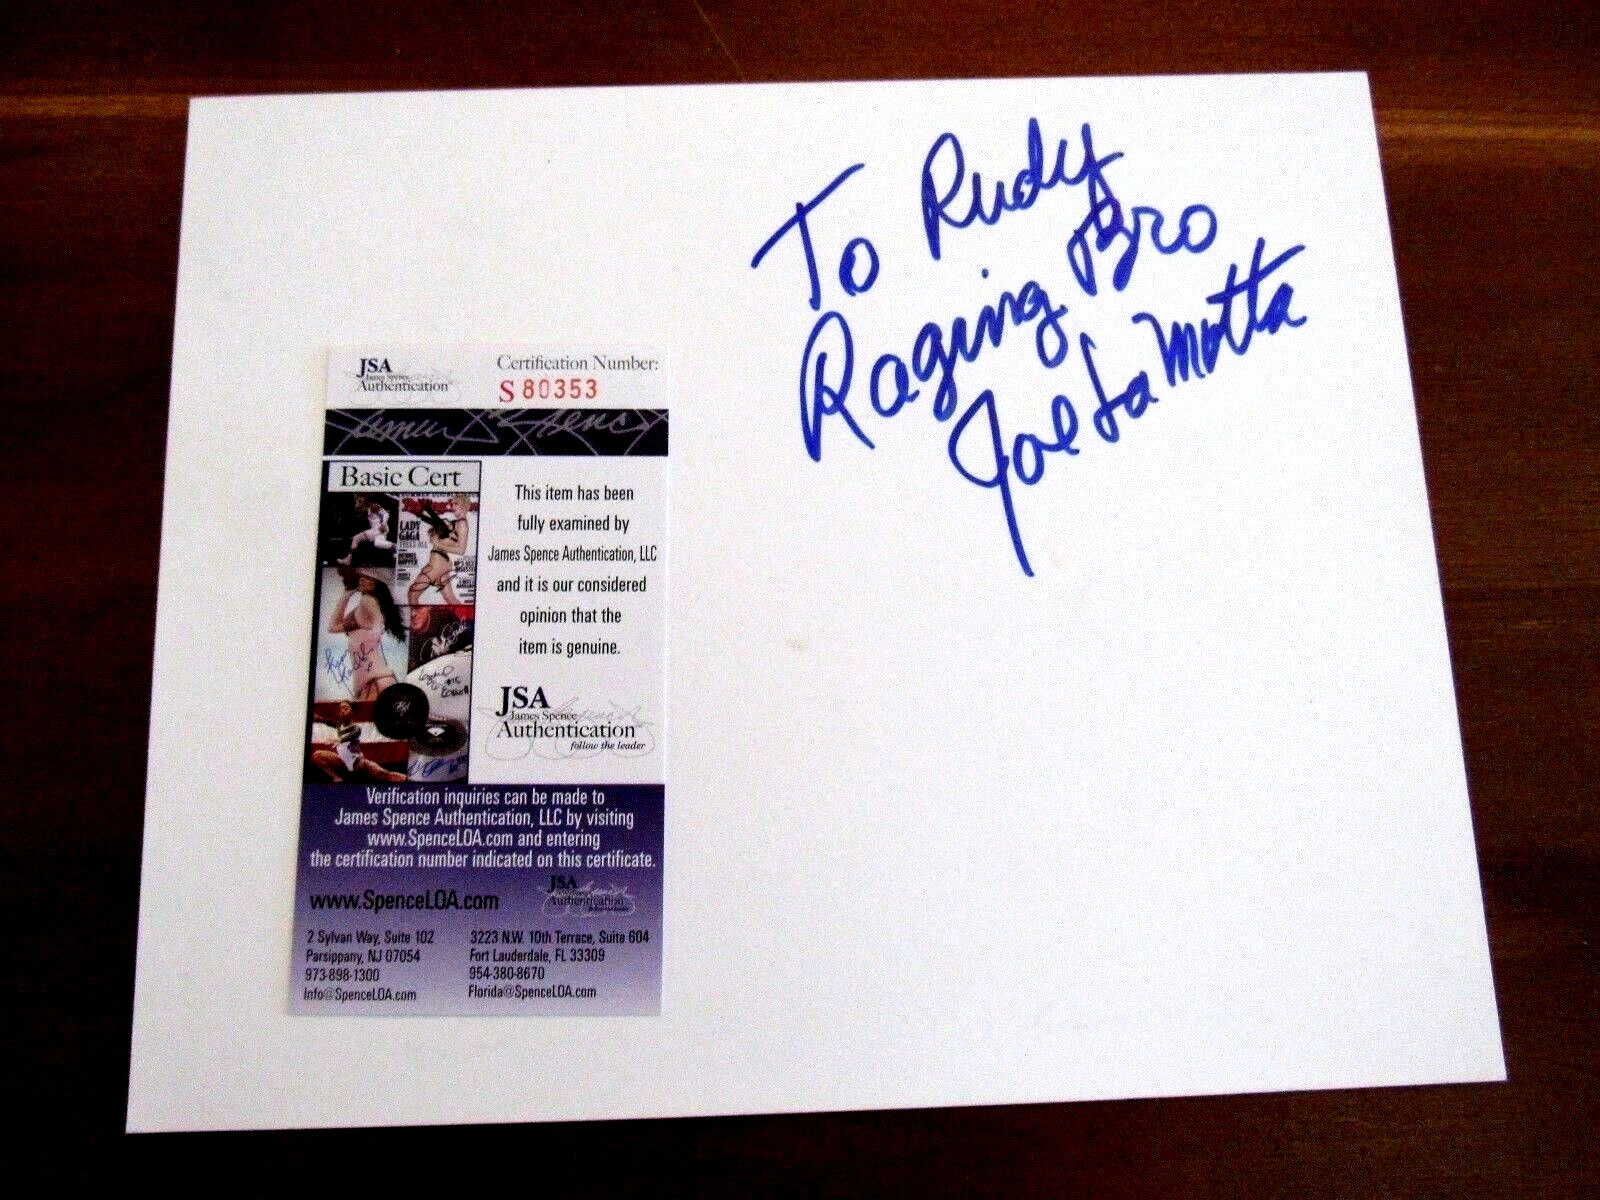 To Rudy
Raging Bro
Joe LaMotta
JSA
James Spence
Authentication
Certification Number:
S 80353
Basic Cert
LADY
GAGA
This item has been
fully examined by
James Spence Authentication, LLC
and it is our considered
opinion that the
item is genuine.
JSA
James Spence
Authentication
follow the leader
Verification inquiries can be made to
James Spence Authentication, LLC by visiting
www.SpenceLOA.com and entering
the certification number indicated on this certificate.
www.SpenceLOA.com
JSA
Authentication
2 Sylvan Way, Suite 102
Parsippany, NJ 07054
973-898-1300
Info@SpenceLOA.com
3223 N.W. 10th Terrace, Suite 604
Fort Lauderdale, FL 33309
954-380-8670
Florida@SpenceLOA.com